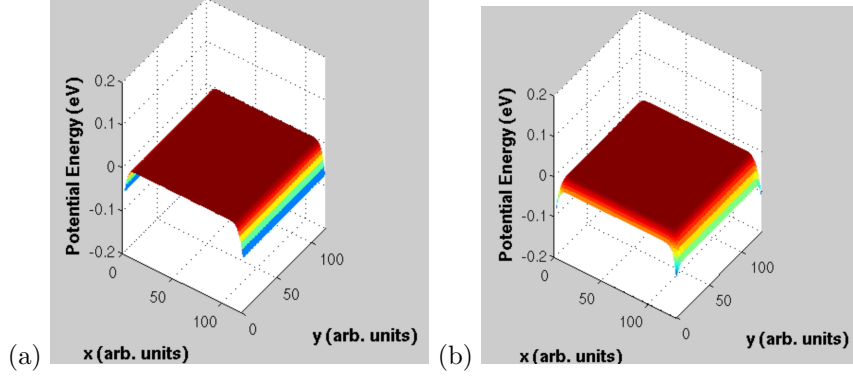 0.2
0.1
0
-0.1
-0.2
Potential Energy (eV)
0
50
100
x (arb. units)
0
50
100
y (arb. units)
(a)
0.2
0.1
0
-0.1
-0.2
Potential Energy (eV)
0
50
100
x (arb. units)
0
50
100
y (arb. units)
(b)